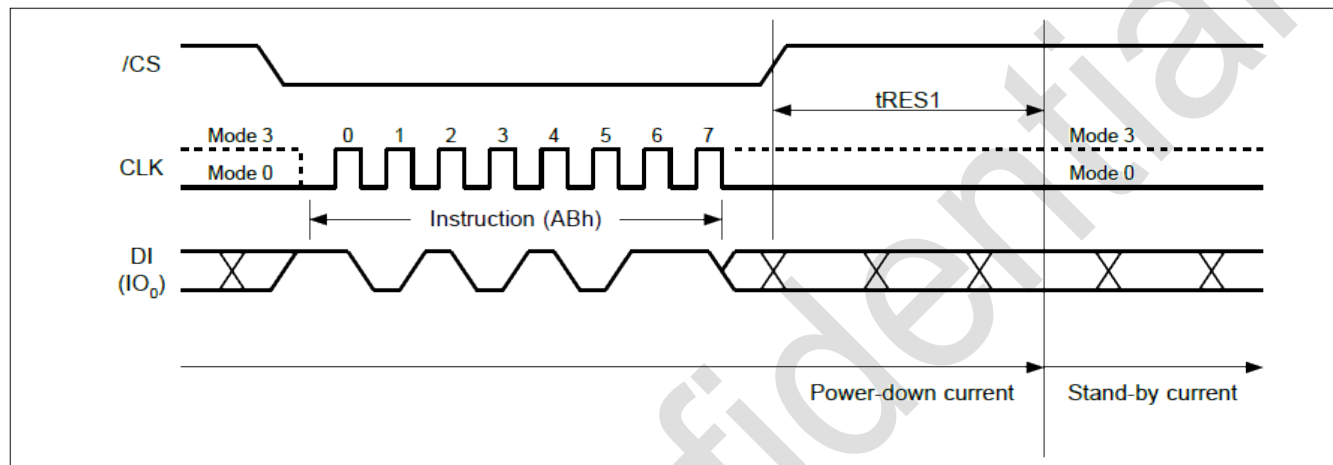 /CS
tRES1
Mode 3 0 1 2 3 4 5 6 7 Mode 3
CLK
Mode 0 Mode 0
Instruction (ABh)
DI
(IO₀)
Power-down current Stand-by current
fidential